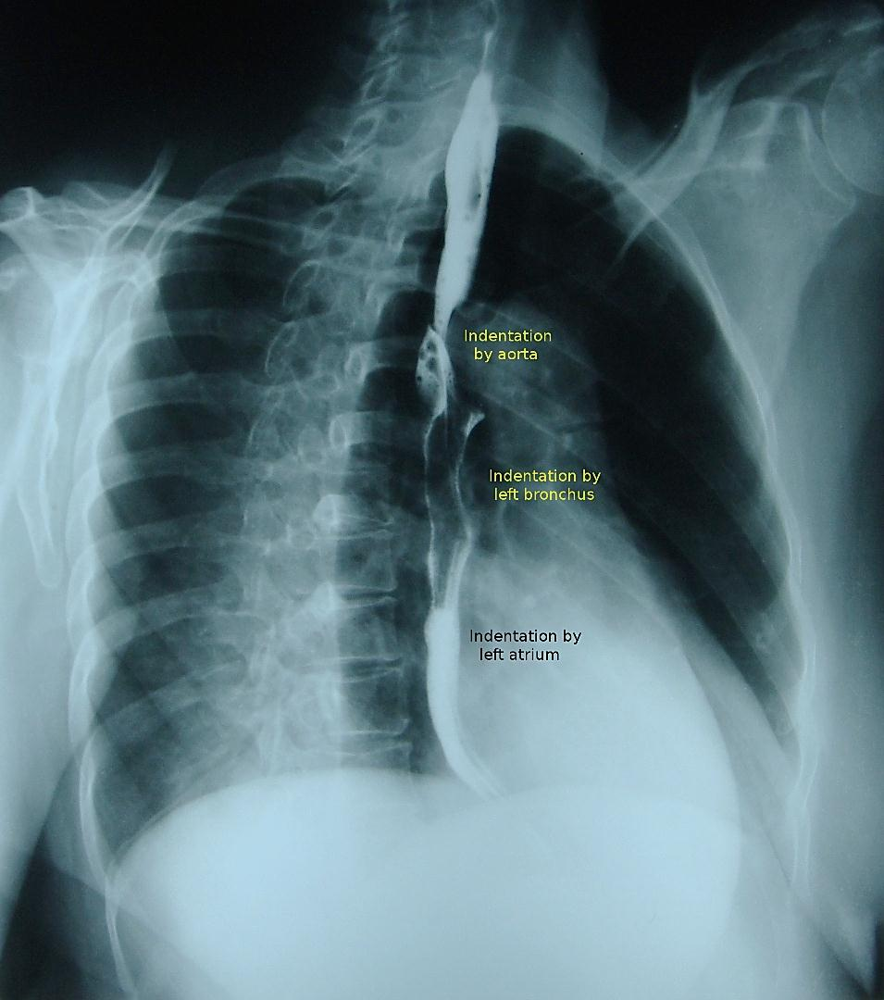 Indentation
by aorta
Indentation by
left bronchus
Indentation by
left atrium